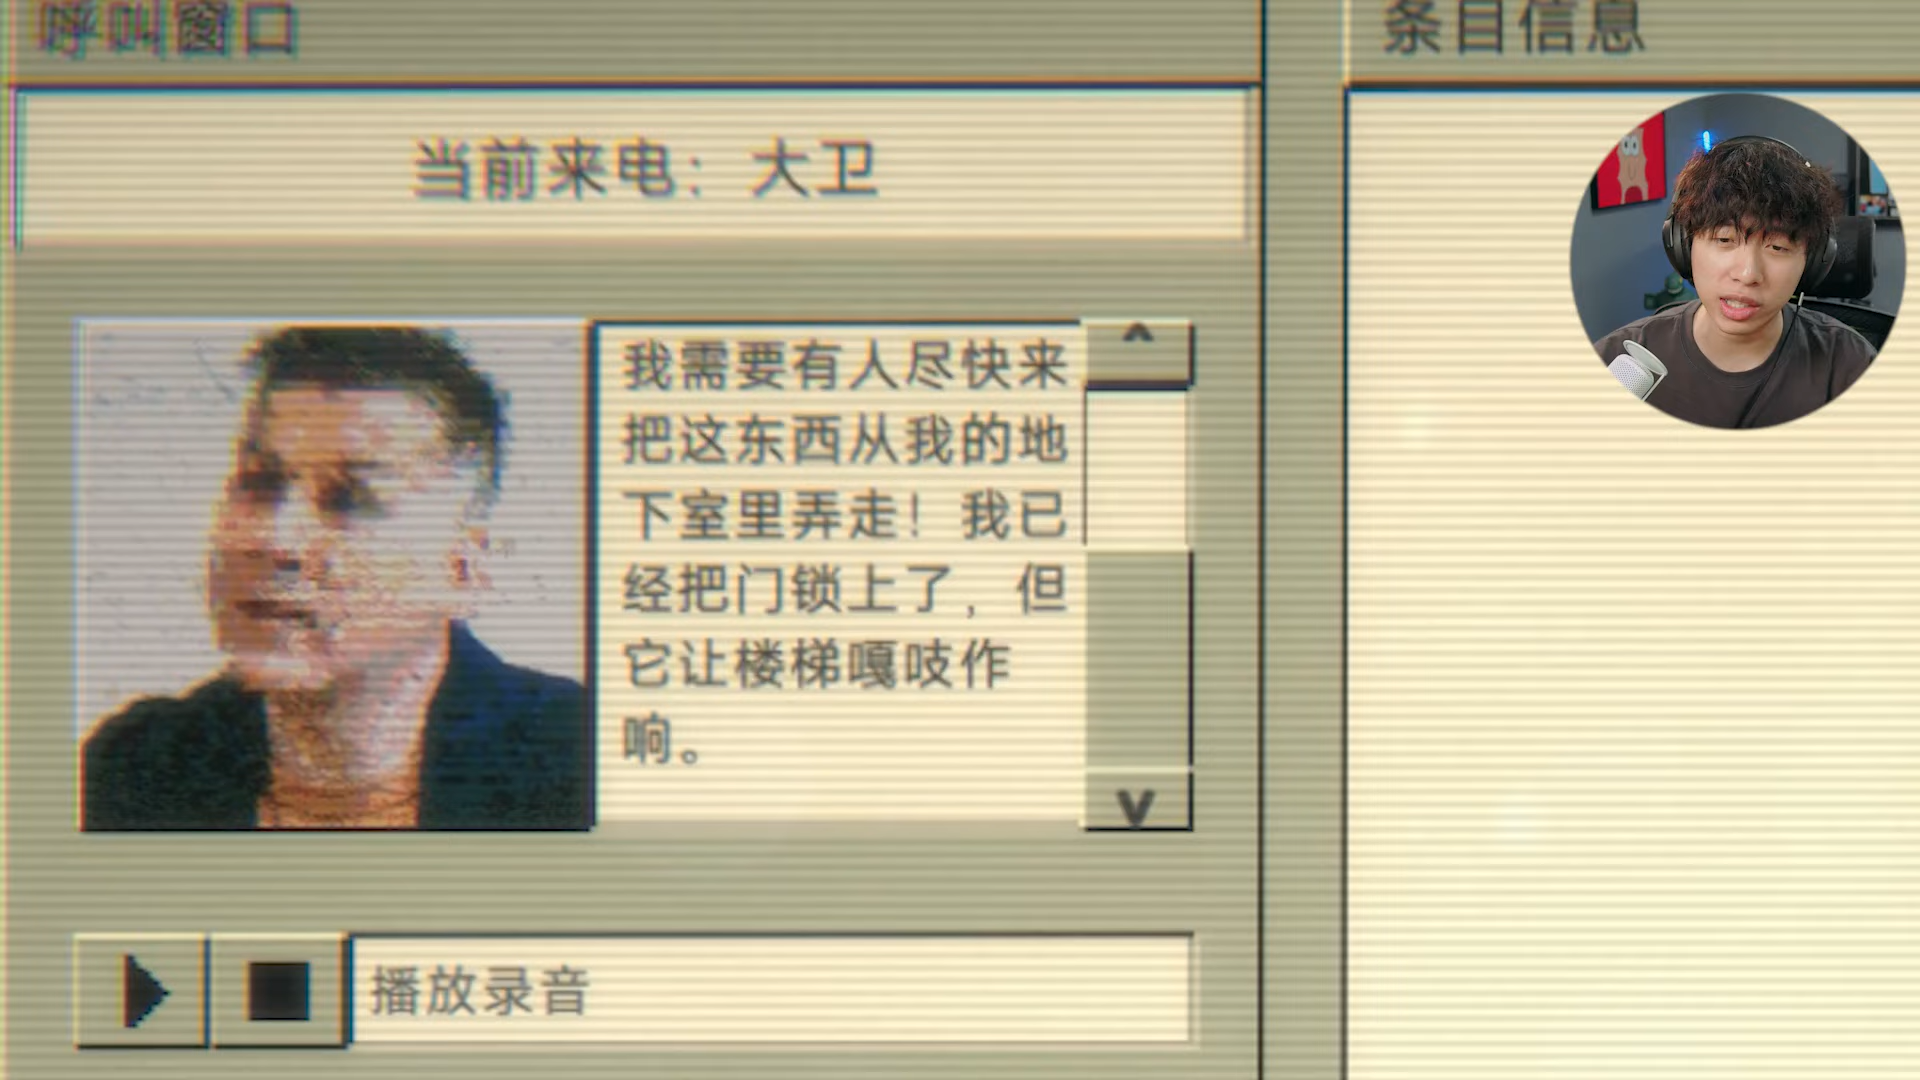 呼叫窗口
条目信息
当前来电：大卫
我需要有人尽快来
把这东西从我的地
下室里弄走！我已
经把门锁上了，但
它让楼梯嘎吱作
响。
播放录音